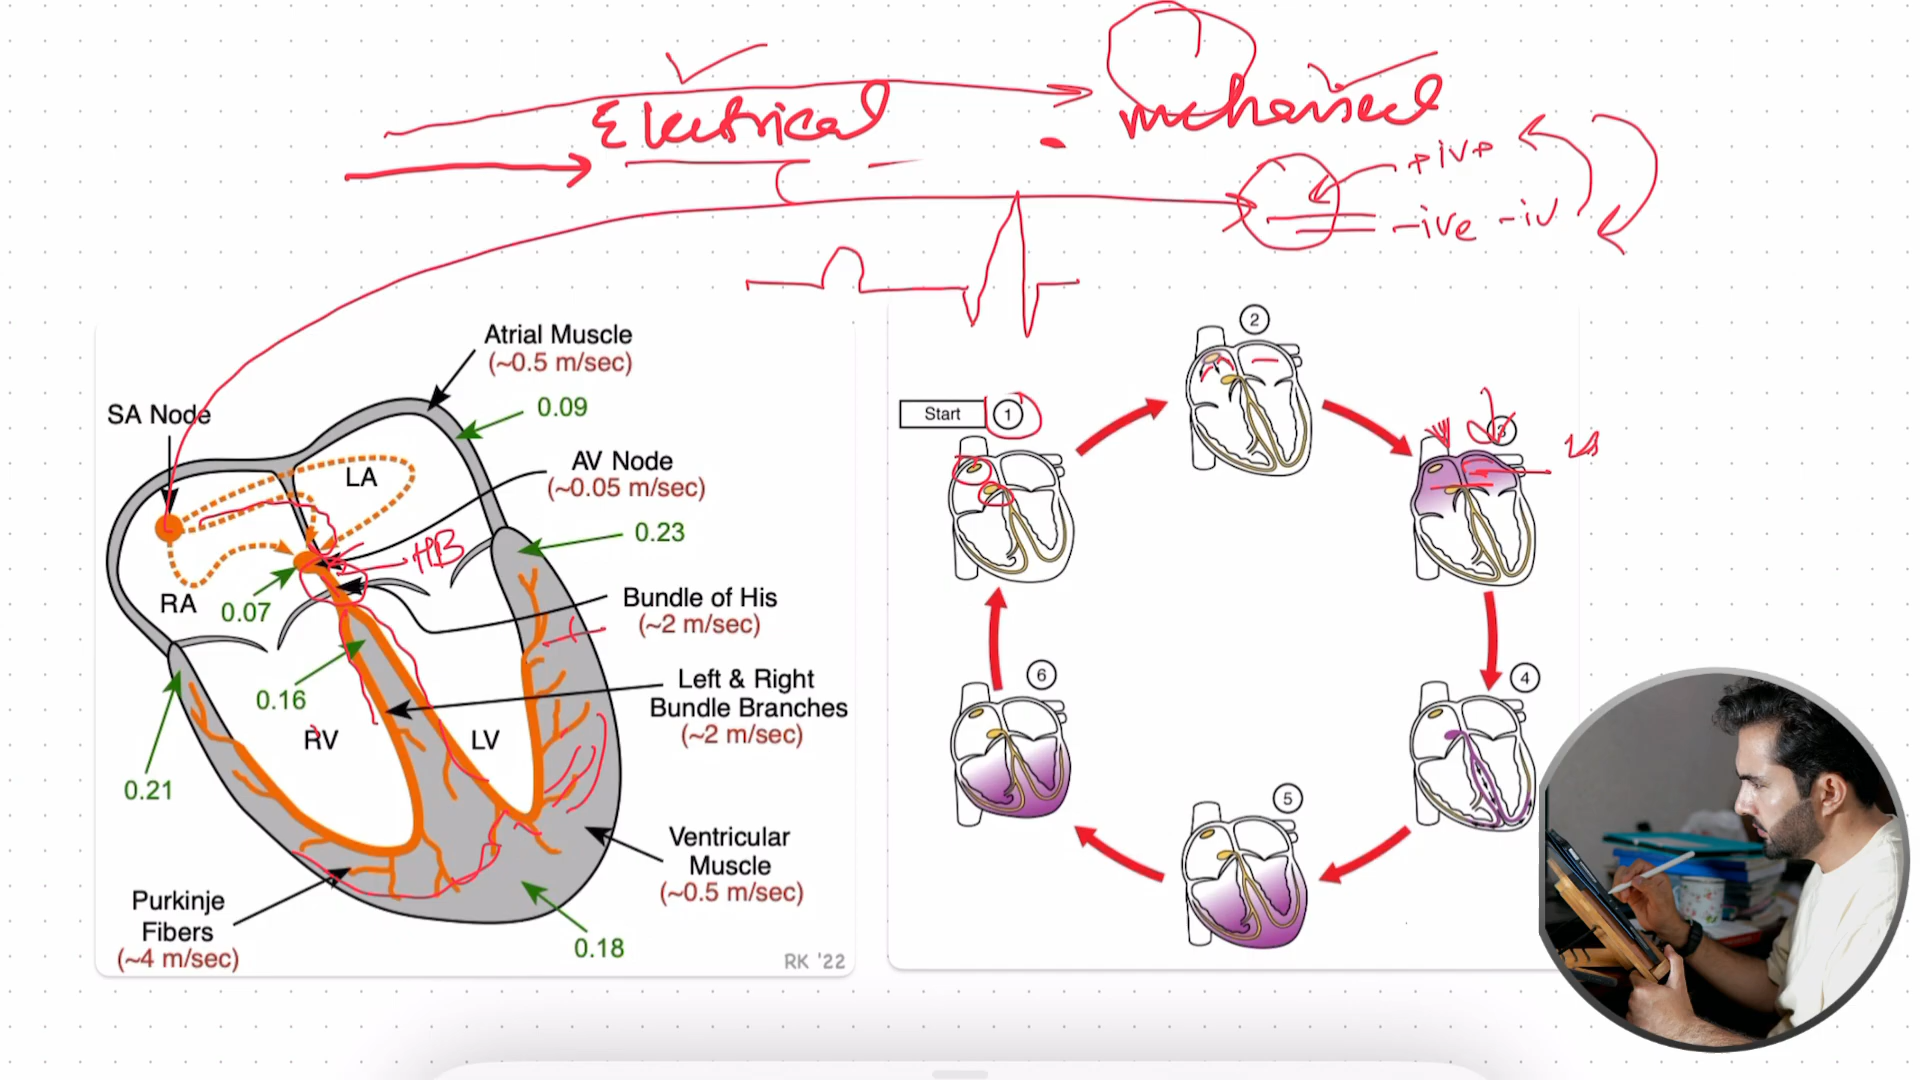 Electrical
+ive
-ive -iv
Atrial Muscle
(~0.5 m/sec)
SA Node
0.09
LA
AV Node
(~0.05 m/sec)
HB
0.23
RA
0.07
Bundle of His
(~2 m/sec)
0.16
RV
LV
Left & Right
Bundle Branches
(~2 m/sec)
0.21
Ventricular
Muscle
(~0.5 m/sec)
Purkinje
Fibers
(~4 m/sec)
0.18
RK '22
Start
1
2
3
4
5
6